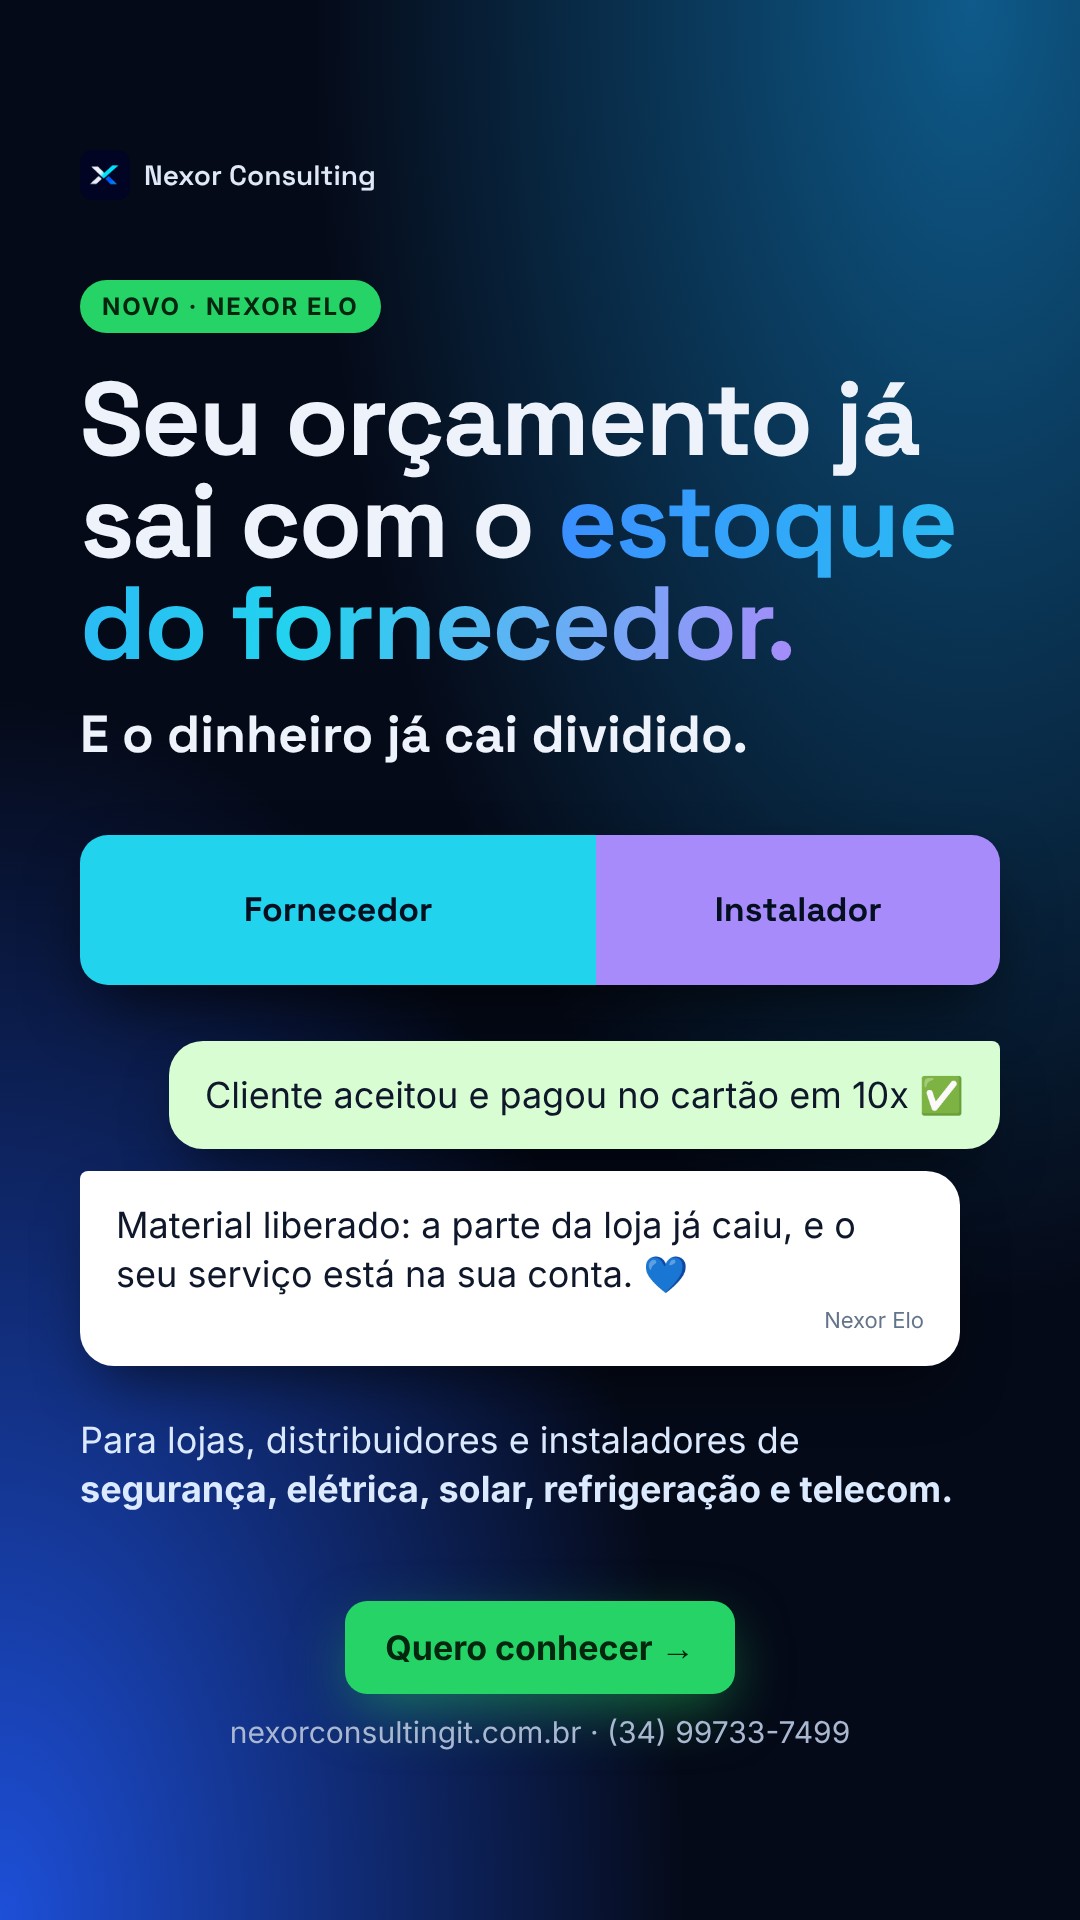 Nexor Consulting
NOVO · NEXOR ELO
Seu orçamento já
sai com o estoque
do fornecedor.
E o dinheiro já cai dividido.
Fornecedor
Instalador
Cliente aceitou e pagou no cartão em 10x ✅
Material liberado: a parte da loja já caiu, e o
seu serviço está na sua conta. 💙
Nexor Elo
Para lojas, distribuidores e instaladores de
segurança, elétrica, solar, refrigeração e telecom.
Quero conhecer →
nexorconsultingit.com.br · (34) 99733-7499